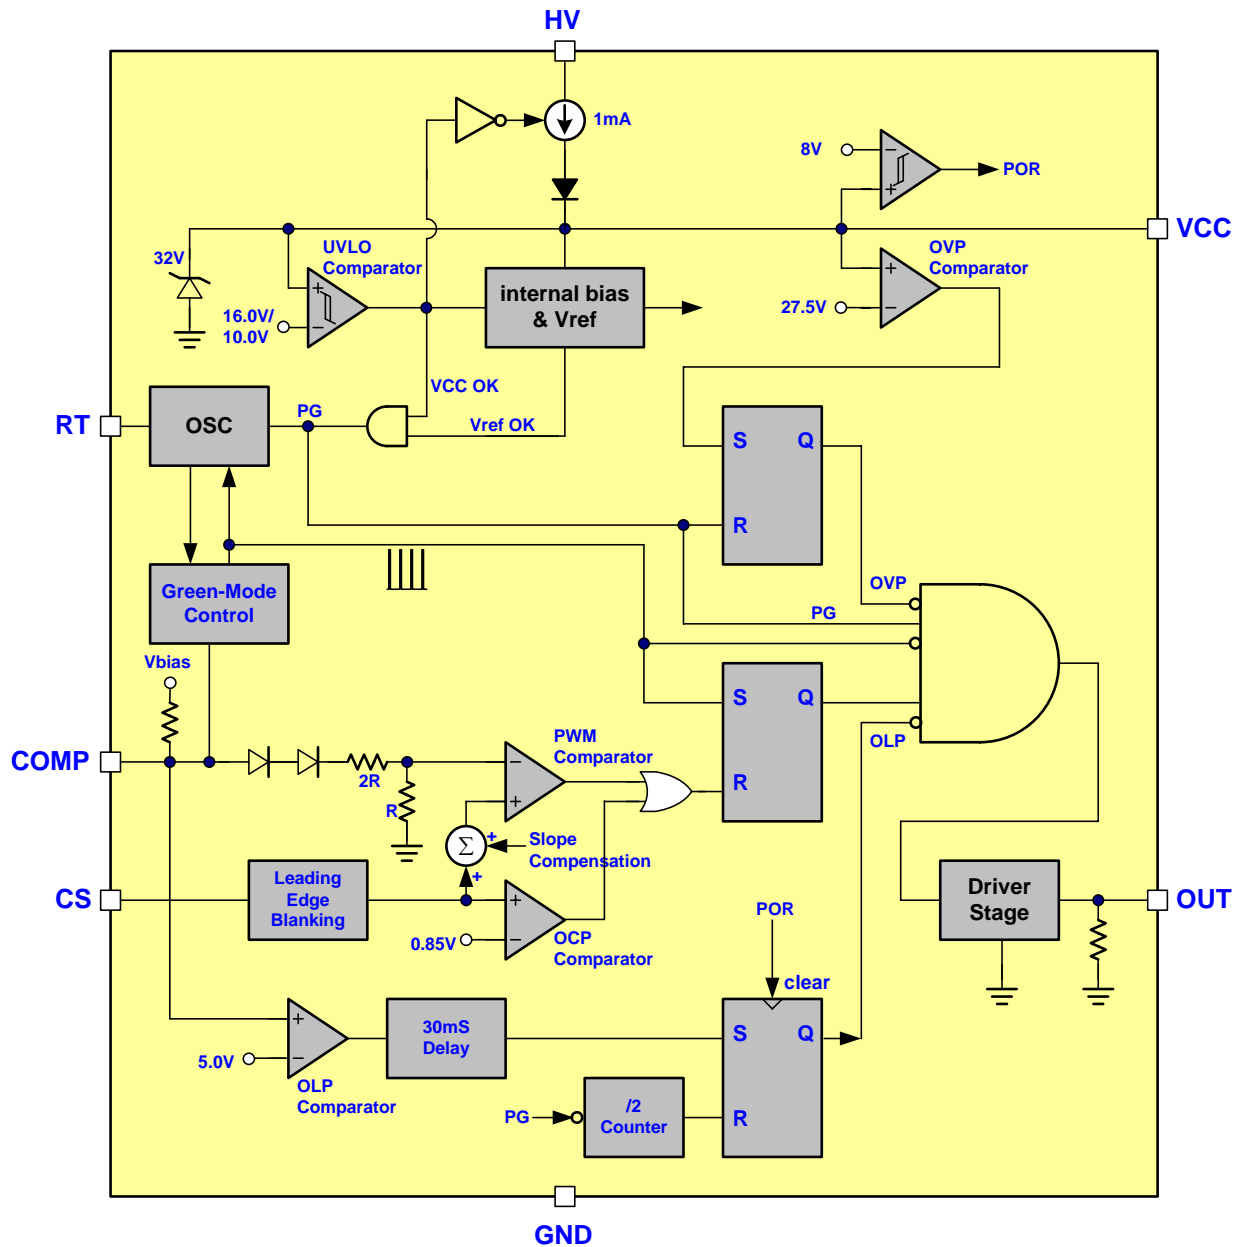 HV
1mA
8V
POR
VCC
UVLO
Comparator
OVP
Comparator
32V
internal bias
& Vref
16.0V/
10.0V
27.5V
VCC OK
RT
OSC
PG
Vref OK
S
Q
R
Green-Mode
Control
OVP
PG
Vbias
S
Q
OLP
COMP
PWM
Comparator
2R
R
R
Σ
+
+
Slope
Compensation
CS
Leading
Edge
Blanking
Driver
Stage
OUT
0.85V
OCP
Comparator
POR
clear
30mS
Delay
S
Q
5.0V
OLP
Comparator
PG
/2
Counter
R
GND